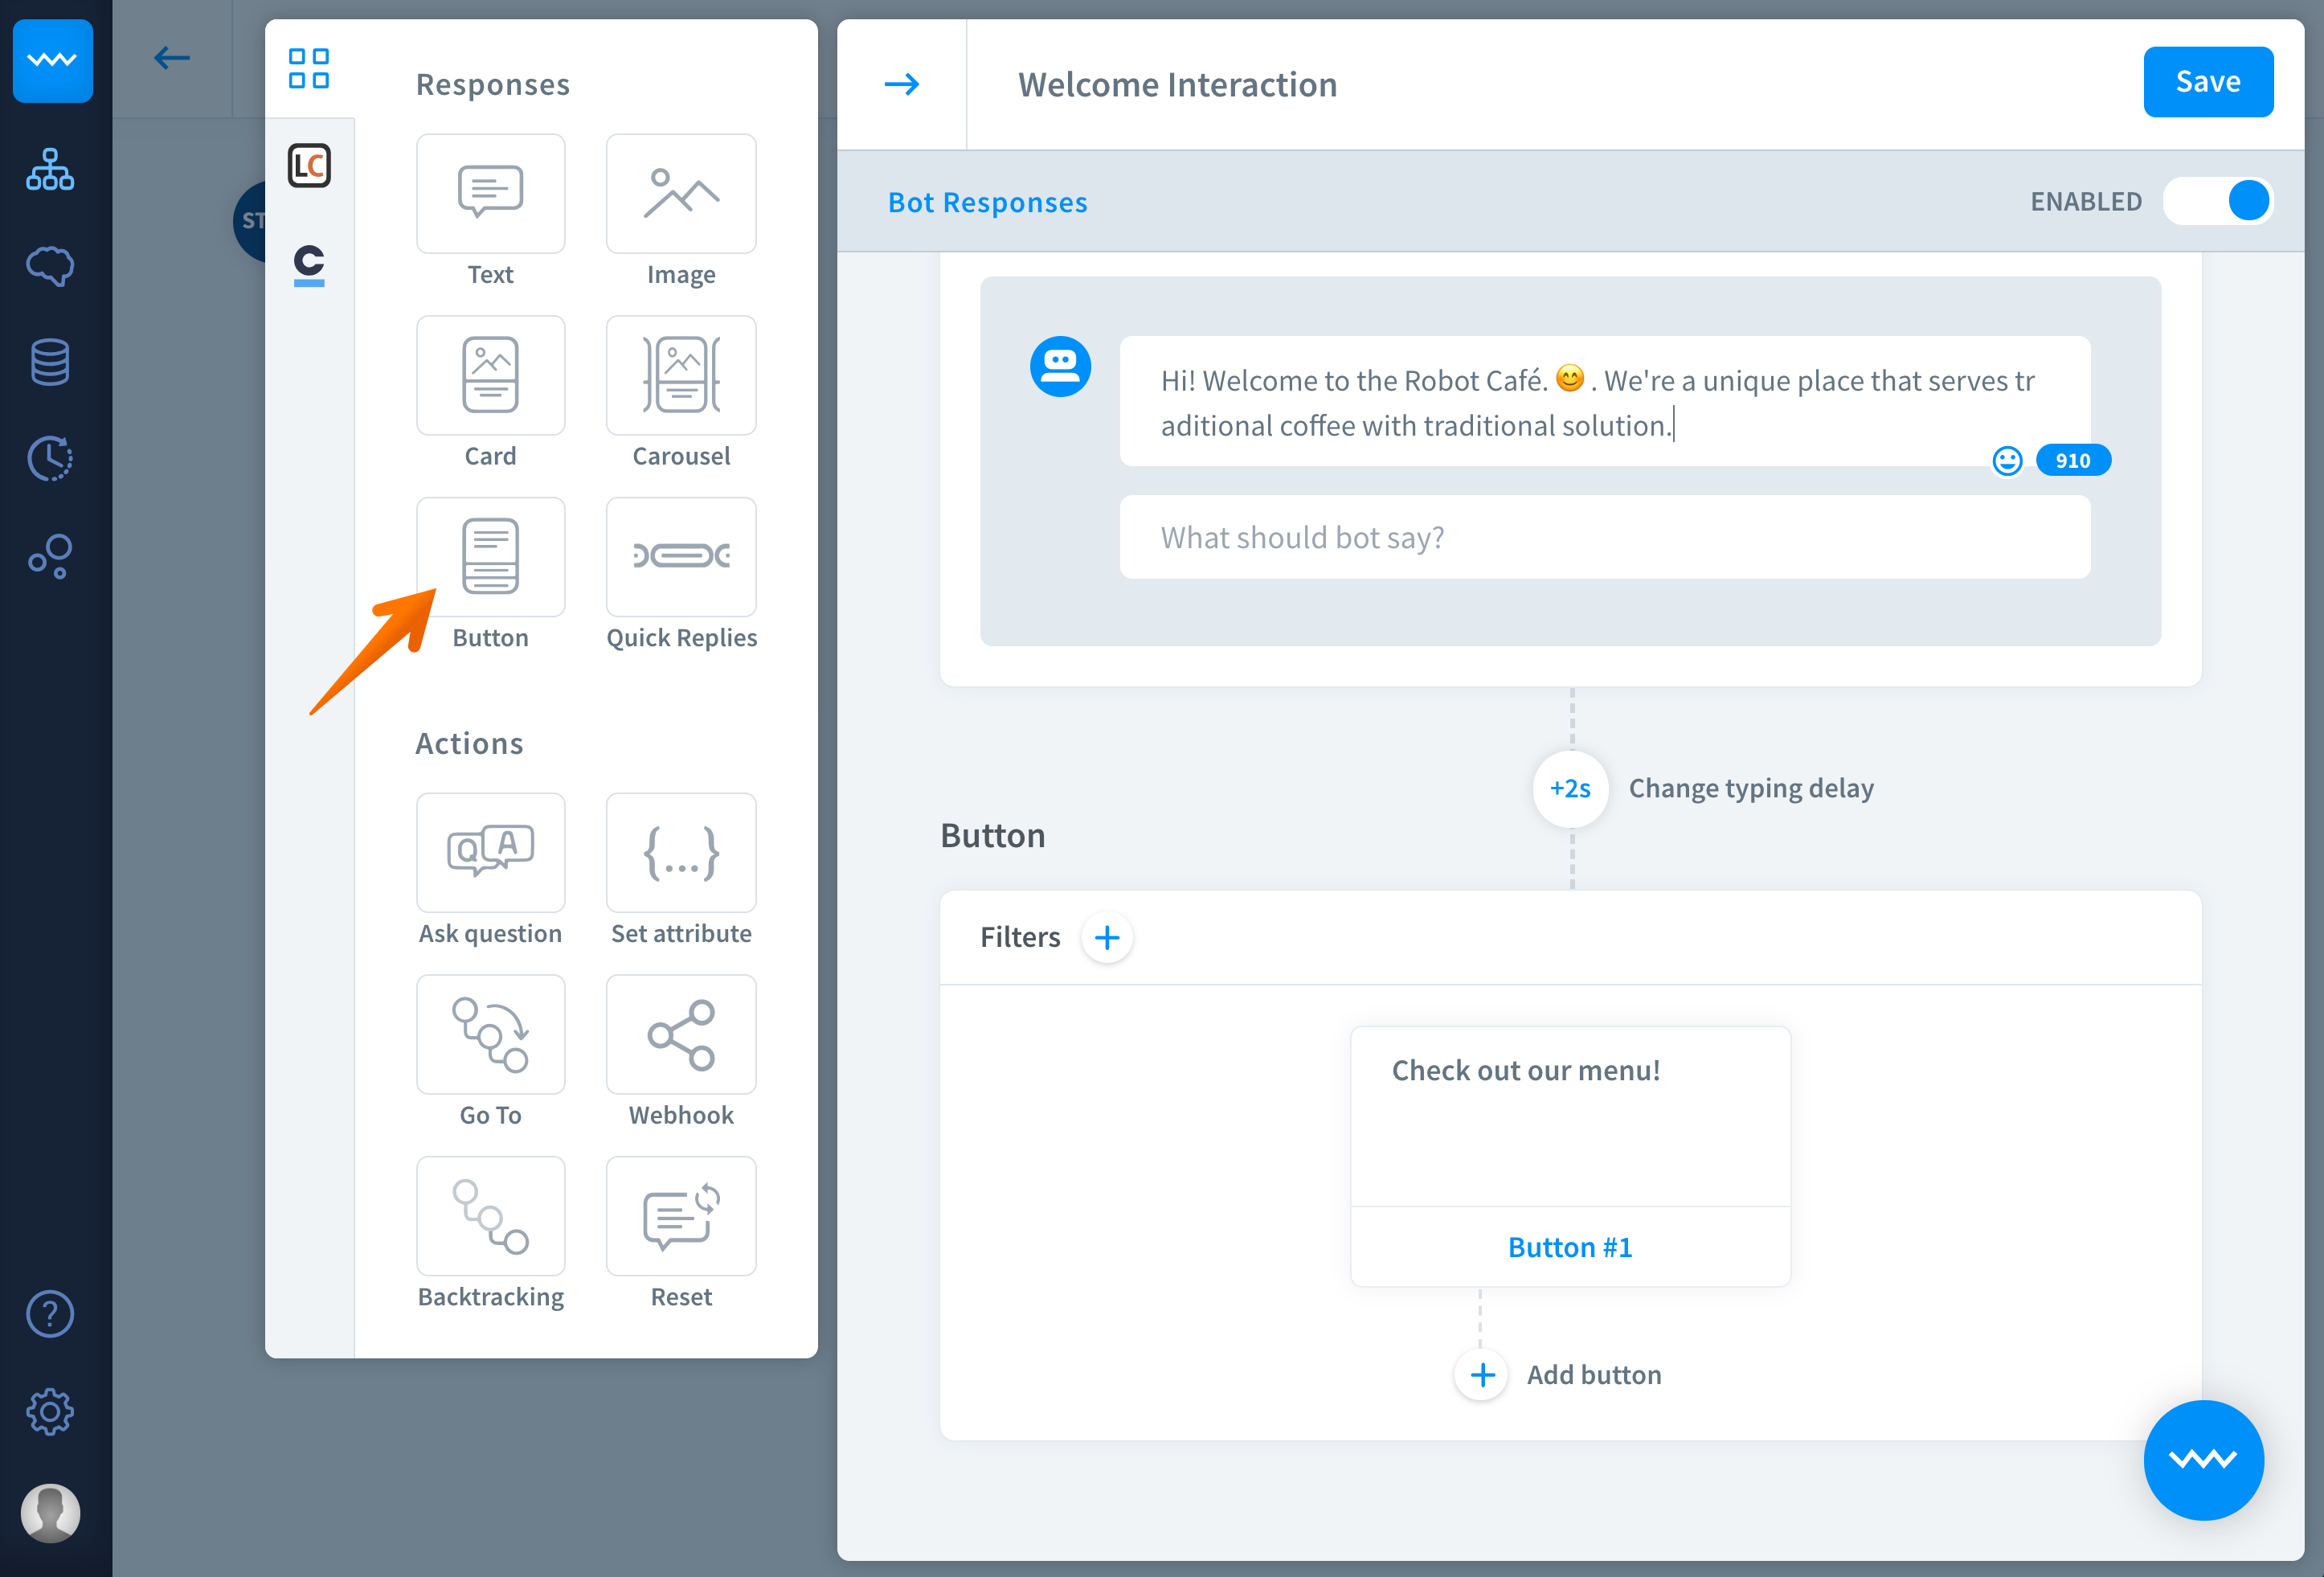 ST
LC
C
Responses
Text
Image
Card
Carousel
Button
Quick Replies
Actions
Q A
{...}
Ask question
Set attribute
Go To
Webhook
Backtracking
Reset
?
Welcome Interaction
Save
Bot Responses
ENABLED
Hi! Welcome to the Robot Café. 😊 . We're a unique place that serves tr
aditional coffee with traditional solution.
910
What should bot say?
+2s
Change typing delay
Button
Filters +
Check out our menu!
Button #1
+ Add button